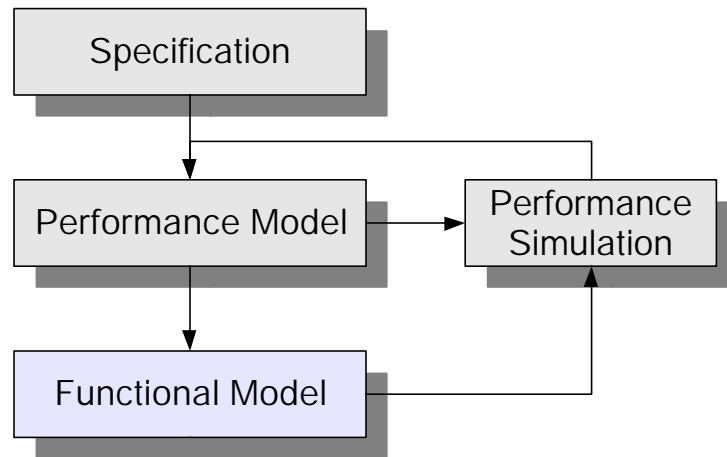 Specification
Performance Model
Performance
Simulation
Functional Model